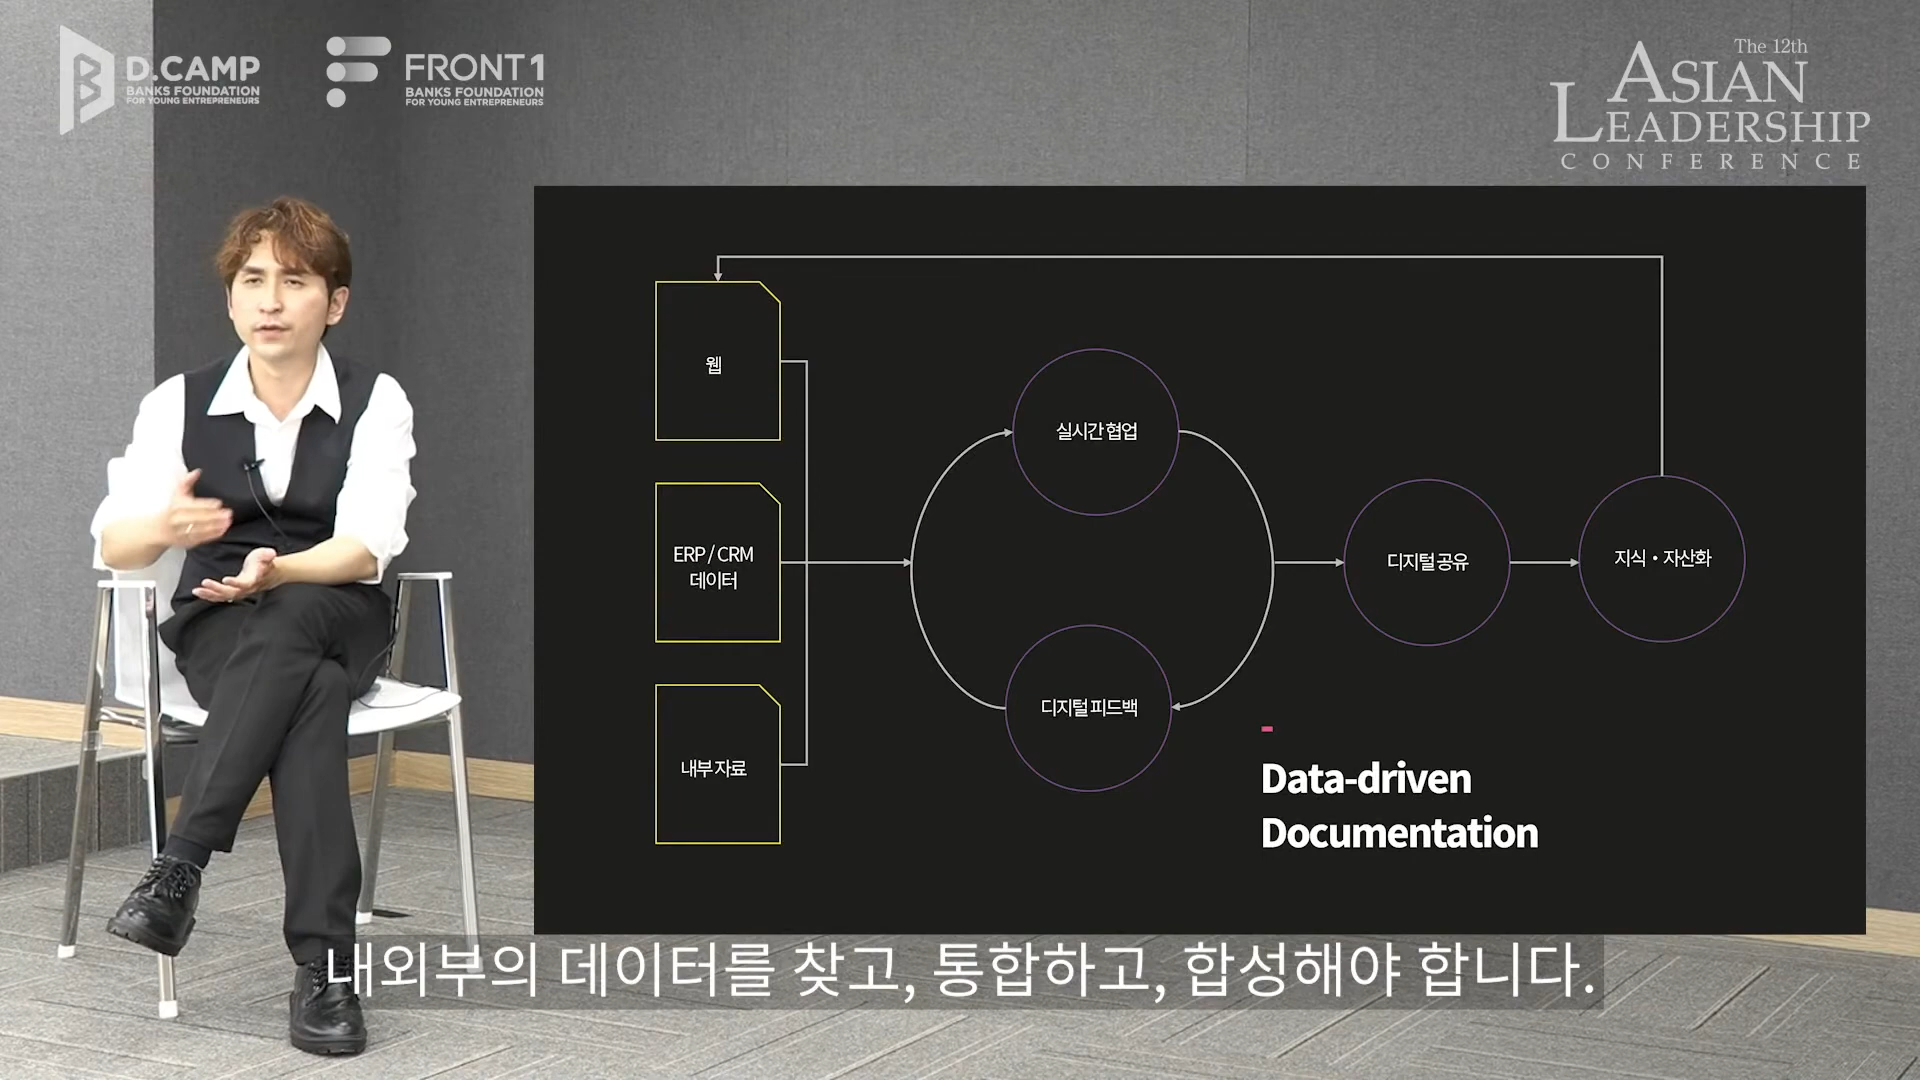 D.CAMP
BANKS FOUNDATION
FOR YOUNG ENTREPRENEURS
FRONT1
BANKS FOUNDATION
FOR YOUNG ENTREPRENEURS
The 12th
ASIAN
LEADERSHIP
CONFERENCE
웹
ERP / CRM
데이터
내부 자료
실시간 협업
디지털 피드백
디지털 공유
지식 • 자산화
-
Data-driven
Documentation
내외부의 데이터를 찾고, 통합하고, 합성해야 합니다.